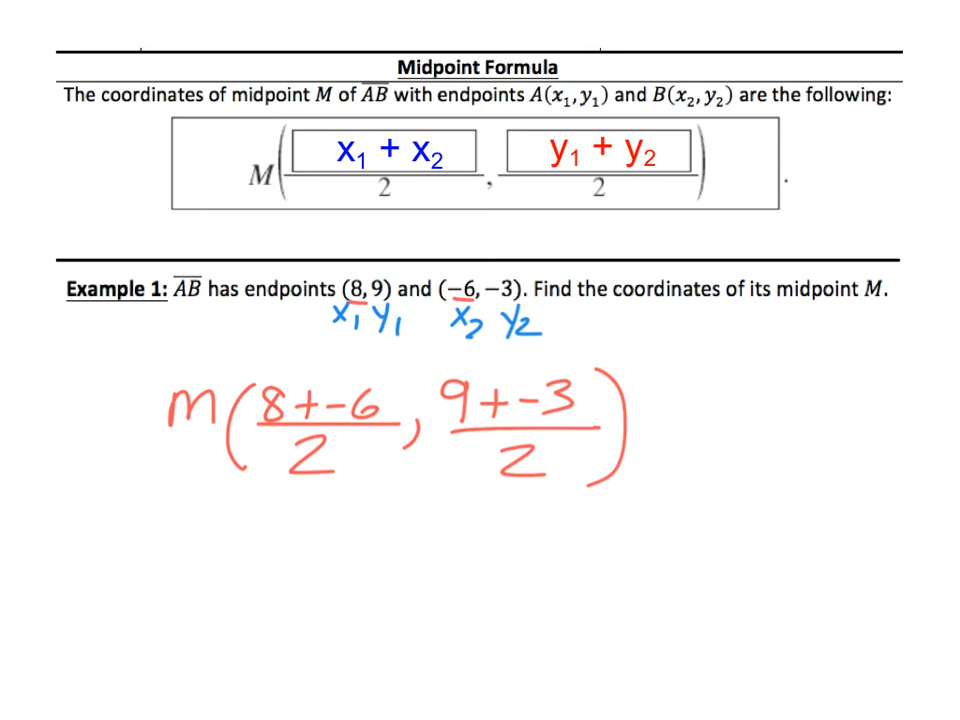 Midpoint Formula
The coordinates of midpoint M of A͞B͞ with endpoints A(x₁, y₁) and B(x₂, y₂) are the following:
M( x₁ + x₂ / 2 , y₁ + y₂ / 2 ) .
Example 1: A͞B͞ has endpoints (8, 9) and (−6, −3). Find the coordinates of its midpoint M.
x₁ y₁ x₂ y₂
M( 8+-6 / 2 , 9+-3 / 2 )